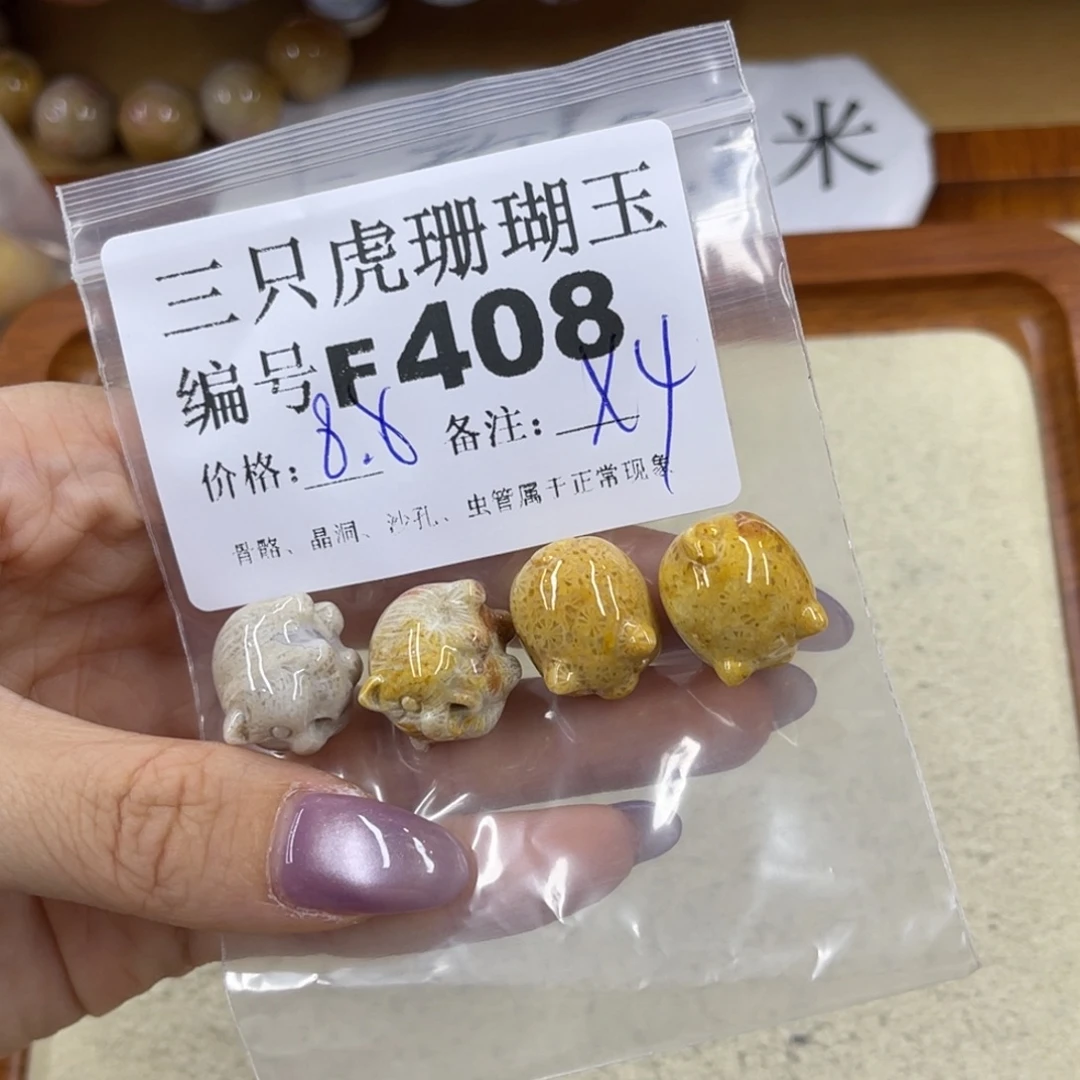 三只虎珊瑚玉
编号F408
价格:8.8 备注:X4
骨骼、晶洞、沙孔、虫管属于正常现象
米